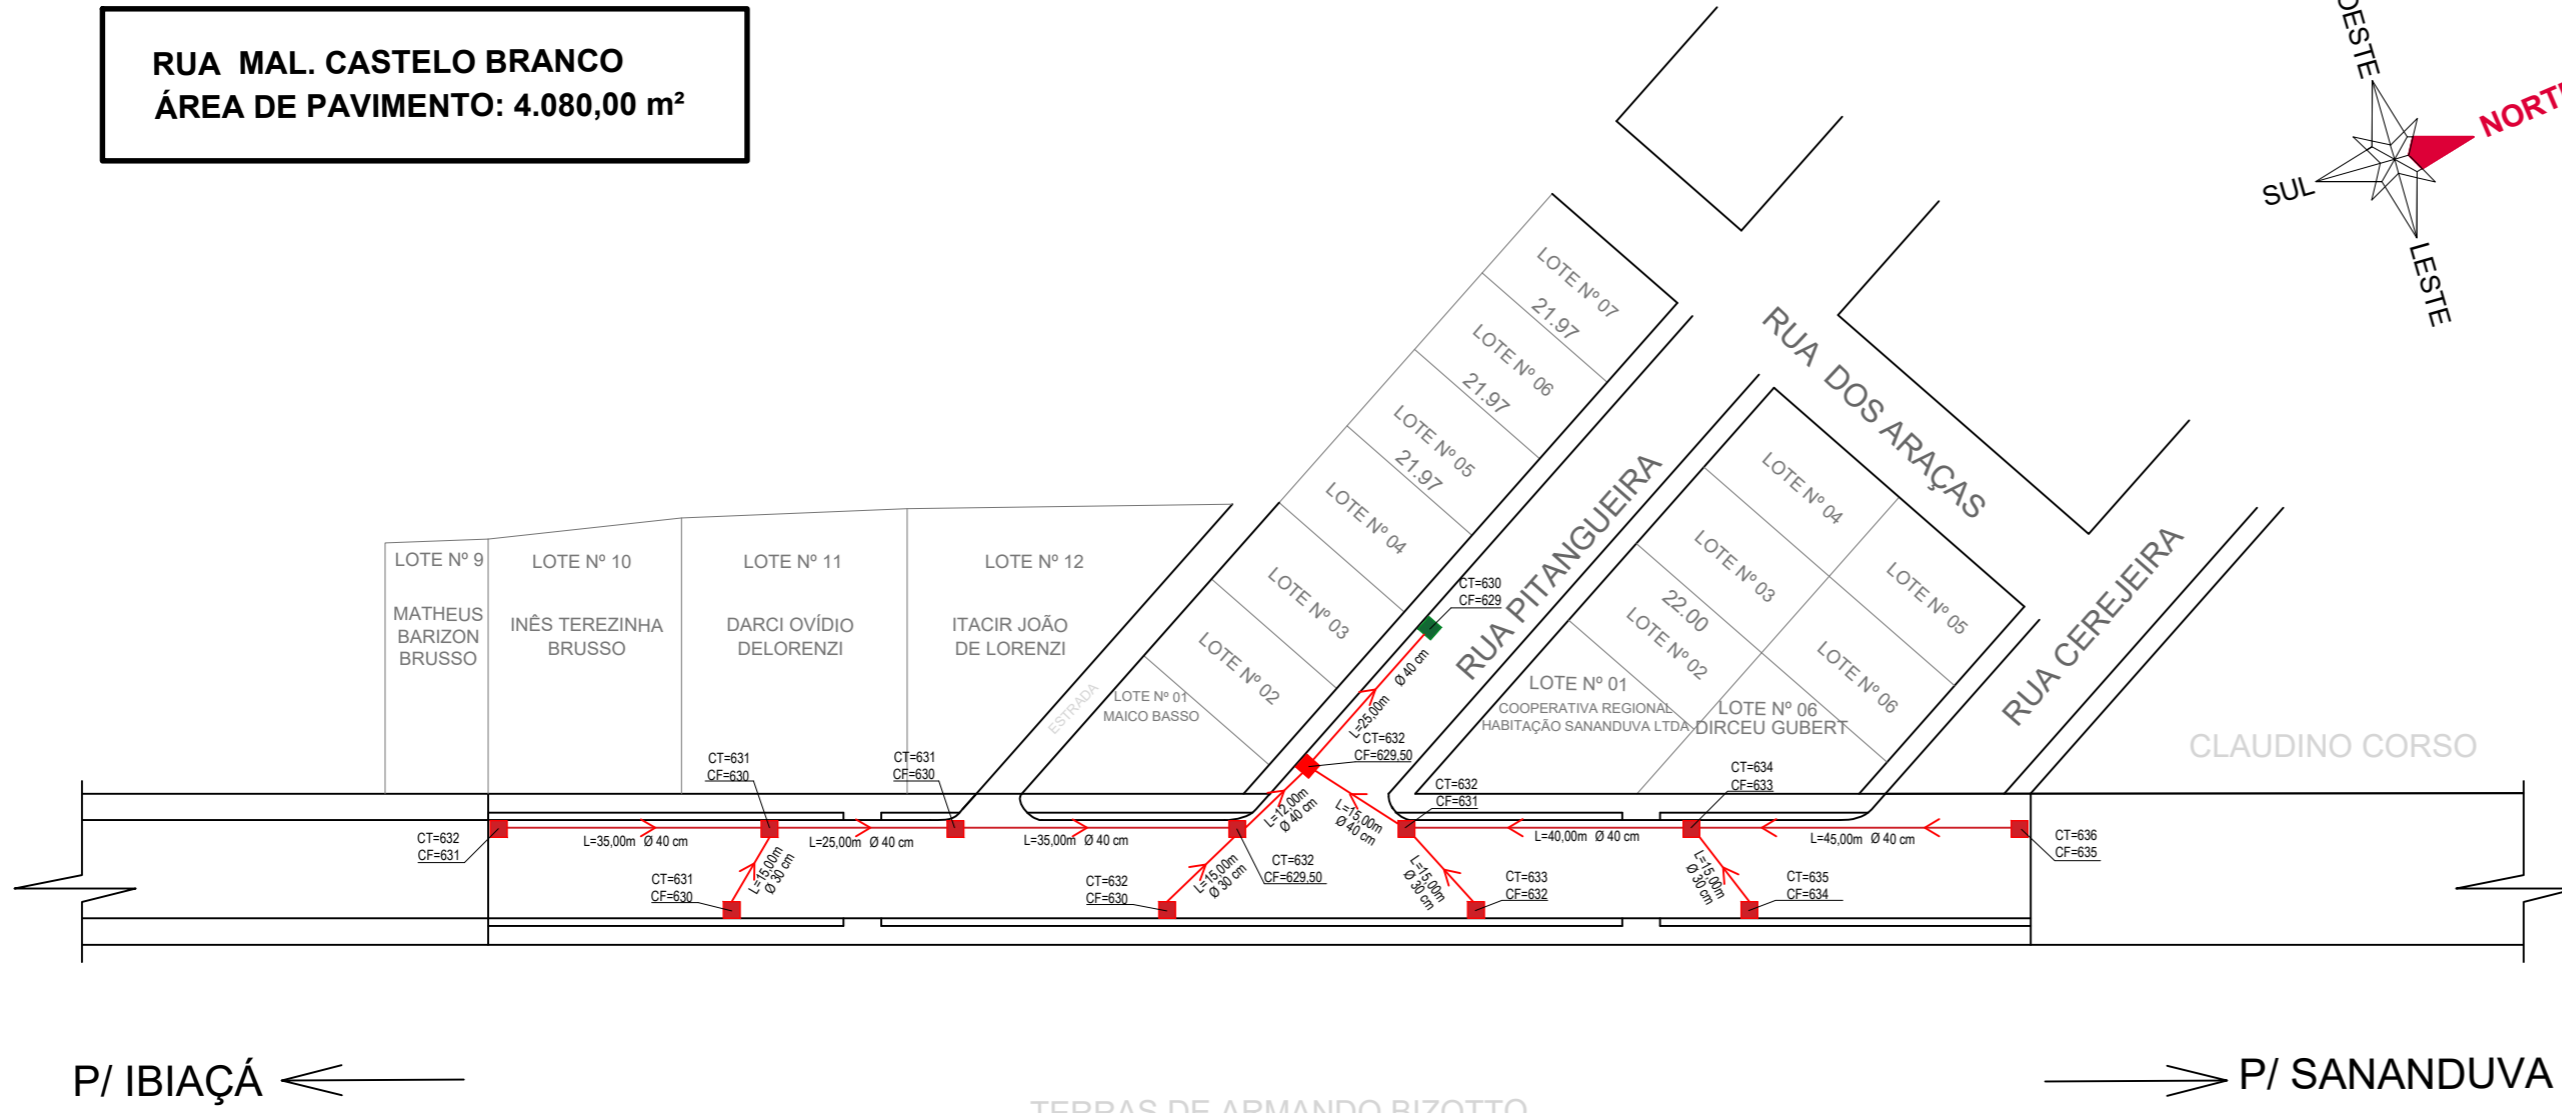 RUA MAL. CASTELO BRANCO
ÁREA DE PAVIMENTO: 4.080,00 m²
OESTE
NORTE
SUL
LESTE
LOTE Nº 07
21.97
LOTE Nº 06
21.97
LOTE Nº 05
21.97
LOTE Nº 04
LOTE Nº 03
LOTE Nº 02
LOTE Nº 01
MAICO BASSO
ESTRADA
RUA DOS ARAÇAS
RUA PITANGUEIRA
RUA CEREJEIRA
LOTE Nº 04
LOTE Nº 03
22.00
LOTE Nº 02
LOTE Nº 05
LOTE Nº 06
LOTE Nº 01
COOPERATIVA REGIONAL
HABITAÇÃO SANANDUVA LTDA
LOTE Nº 06
DIRCEU GUBERT
CLAUDINO CORSO
LOTE Nº 9
MATHEUS
BARIZON
BRUSSO
LOTE Nº 10
INÊS TEREZINHA
BRUSSO
LOTE Nº 11
DARCI OVÍDIO
DELORENZI
LOTE Nº 12
ITACIR JOÃO
DE LORENZI
CT=630
CF=629
L=25,00m Ø 40 cm
CT=632
CF=629,50
CT=631
CF=630
CT=631
CF=630
CT=632
CF=631
CT=634
CF=633
CT=632
CF=631
L=35,00m Ø 40 cm
L=25,00m Ø 40 cm
L=35,00m Ø 40 cm
L=12,00m
Ø 40 cm
L=15,00m
Ø 40 cm
L=40,00m Ø 40 cm
L=45,00m Ø 40 cm
CT=636
CF=635
L=15,00m
Ø 30 cm
CT=631
CF=630
L=15,00m
Ø 30 cm
CT=632
CF=630
CT=632
CF=629,50
L=15,00m
Ø 30 cm
CT=633
CF=632
L=15,00m
Ø 30 cm
CT=635
CF=634
P/ IBIAÇÁ
P/ SANANDUVA
TERRAS DE ARMANDO BIZOTTO